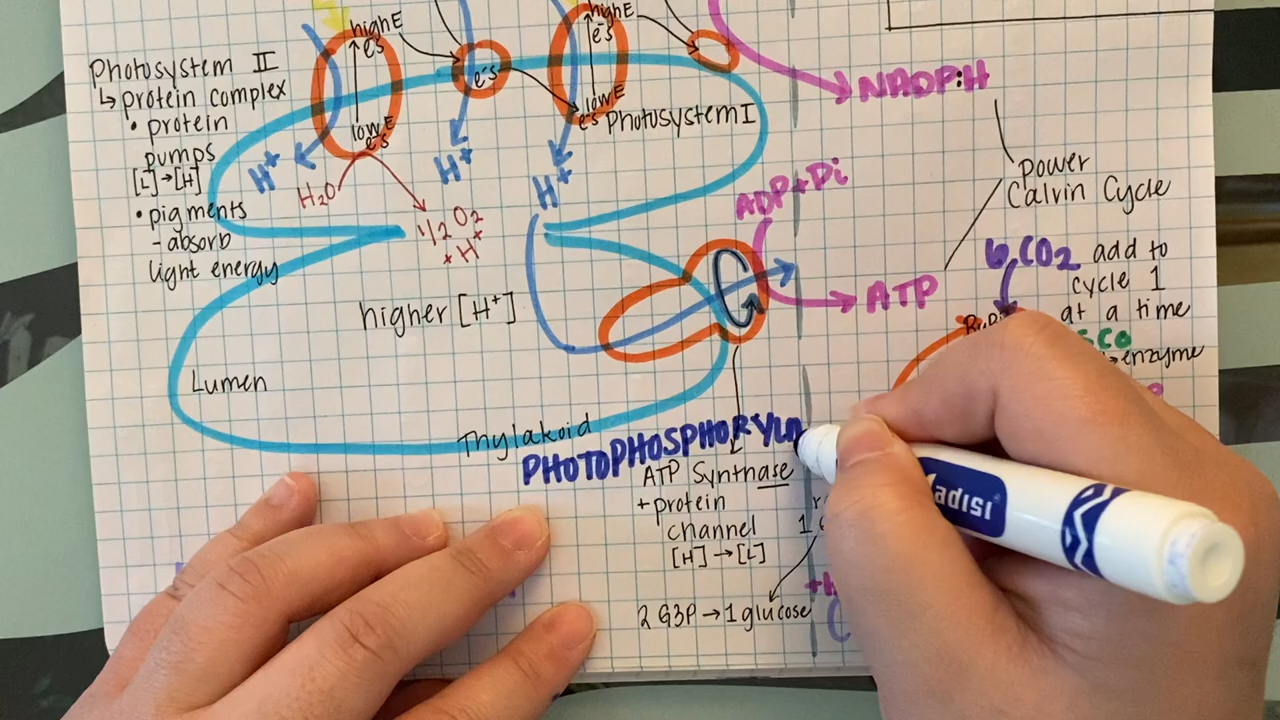 high E
e⁻s
high E
e⁻s
Photosystem II
↳ protein complex
• protein
pumps
[L]→[H]
• pigments
- absorb
light energy
low E
e⁻s
e⁻s
low E
e⁻s
Photosystem I
NADP:H
H⁺
H⁺
H⁺
H₂O
1/2 O₂
+ H⁺
ADP+Pi
ATP
power
Calvin Cycle
6 CO2 add to
cycle 1
at a time
enzyme
higher [H⁺]
Lumen
Thylakoid
PHOTOPHOSPHORYLA
ATP Synthase
+protein
channel
[H]→[L]
2 G3P → 1 glucose
adisi